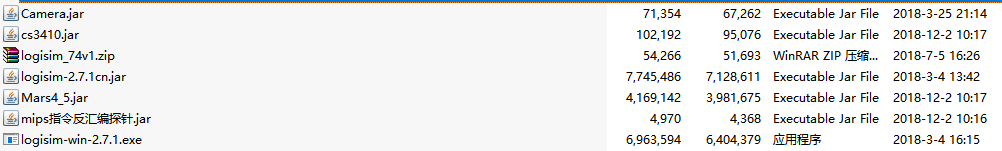 Camera.jar 71,354 67,262 Executable Jar File 2018-3-25 21:14
cs3410.jar 102,192 95,076 Executable Jar File 2018-12-2 10:17
logisim_74v1.zip 54,266 51,693 WinRAR ZIP 压缩... 2018-7-5 16:26
logisim-2.7.1cn.jar 7,745,486 7,128,611 Executable Jar File 2018-3-4 13:42
Mars4_5.jar 4,169,142 3,981,675 Executable Jar File 2018-12-2 10:17
mips指令反汇编探针.jar 4,970 4,368 Executable Jar File 2018-12-2 10:16
logisim-win-2.7.1.exe 6,963,594 6,404,379 应用程序 2018-3-4 16:15